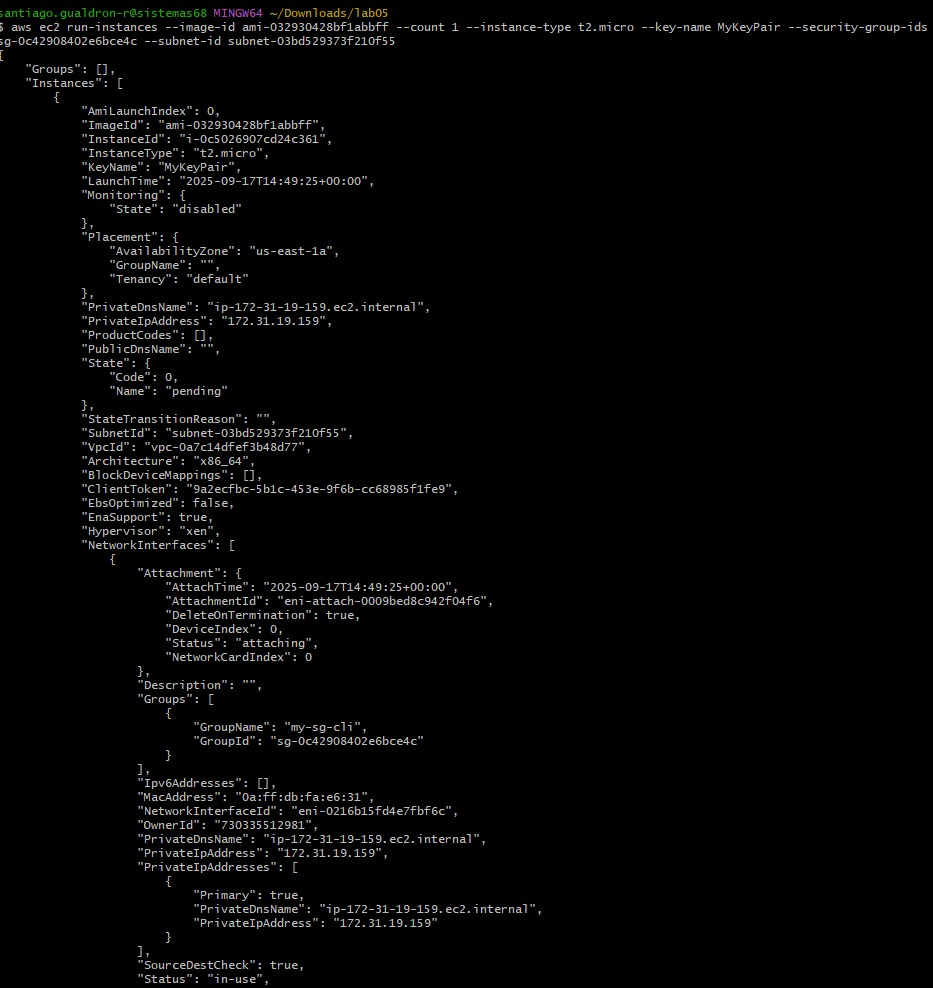 santiago.gualdron-r@sistemas68 MINGW64 ~/Downloads/lab05
$ aws ec2 run-instances --image-id ami-032930428bf1abbff --count 1 --instance-type t2.micro --key-name MyKeyPair --security-group-ids
sg-0c42908402e6bce4c --subnet-id subnet-03bd529373f210f55
{
    "Groups": [],
    "Instances": [
        {
            "AmiLaunchIndex": 0,
            "ImageId": "ami-032930428bf1abbff",
            "InstanceId": "i-0c5026907cd24c361",
            "InstanceType": "t2.micro",
            "KeyName": "MyKeyPair",
            "LaunchTime": "2025-09-17T14:49:25+00:00",
            "Monitoring": {
                "State": "disabled"
            },
            "Placement": {
                "AvailabilityZone": "us-east-1a",
                "GroupName": "",
                "Tenancy": "default"
            },
            "PrivateDnsName": "ip-172-31-19-159.ec2.internal",
            "PrivateIpAddress": "172.31.19.159",
            "ProductCodes": [],
            "PublicDnsName": "",
            "State": {
                "Code": 0,
                "Name": "pending"
            },
            "StateTransitionReason": "",
            "SubnetId": "subnet-03bd529373f210f55",
            "VpcId": "vpc-0a7c14dfef3b48d77",
            "Architecture": "x86_64",
            "BlockDeviceMappings": [],
            "ClientToken": "9a2ecfbc-5b1c-453e-9f6b-cc68985f1fe9",
            "EbsOptimized": false,
            "EnaSupport": true,
            "Hypervisor": "xen",
            "NetworkInterfaces": [
                {
                    "Attachment": {
                        "AttachTime": "2025-09-17T14:49:25+00:00",
                        "AttachmentId": "eni-attach-0009bed8c942f04f6",
                        "DeleteOnTermination": true,
                        "DeviceIndex": 0,
                        "Status": "attaching",
                        "NetworkCardIndex": 0
                    },
                    "Description": "",
                    "Groups": [
                        {
                            "GroupName": "my-sg-cli",
                            "GroupId": "sg-0c42908402e6bce4c"
                        }
                    ],
                    "Ipv6Addresses": [],
                    "MacAddress": "0a:ff:db:fa:e6:31",
                    "NetworkInterfaceId": "eni-0216b15fd4e7fbf6c",
                    "OwnerId": "730335512981",
                    "PrivateDnsName": "ip-172-31-19-159.ec2.internal",
                    "PrivateIpAddress": "172.31.19.159",
                    "PrivateIpAddresses": [
                        {
                            "Primary": true,
                            "PrivateDnsName": "ip-172-31-19-159.ec2.internal",
                            "PrivateIpAddress": "172.31.19.159"
                        }
                    ],
                    "SourceDestCheck": true,
                    "Status": "in-use",